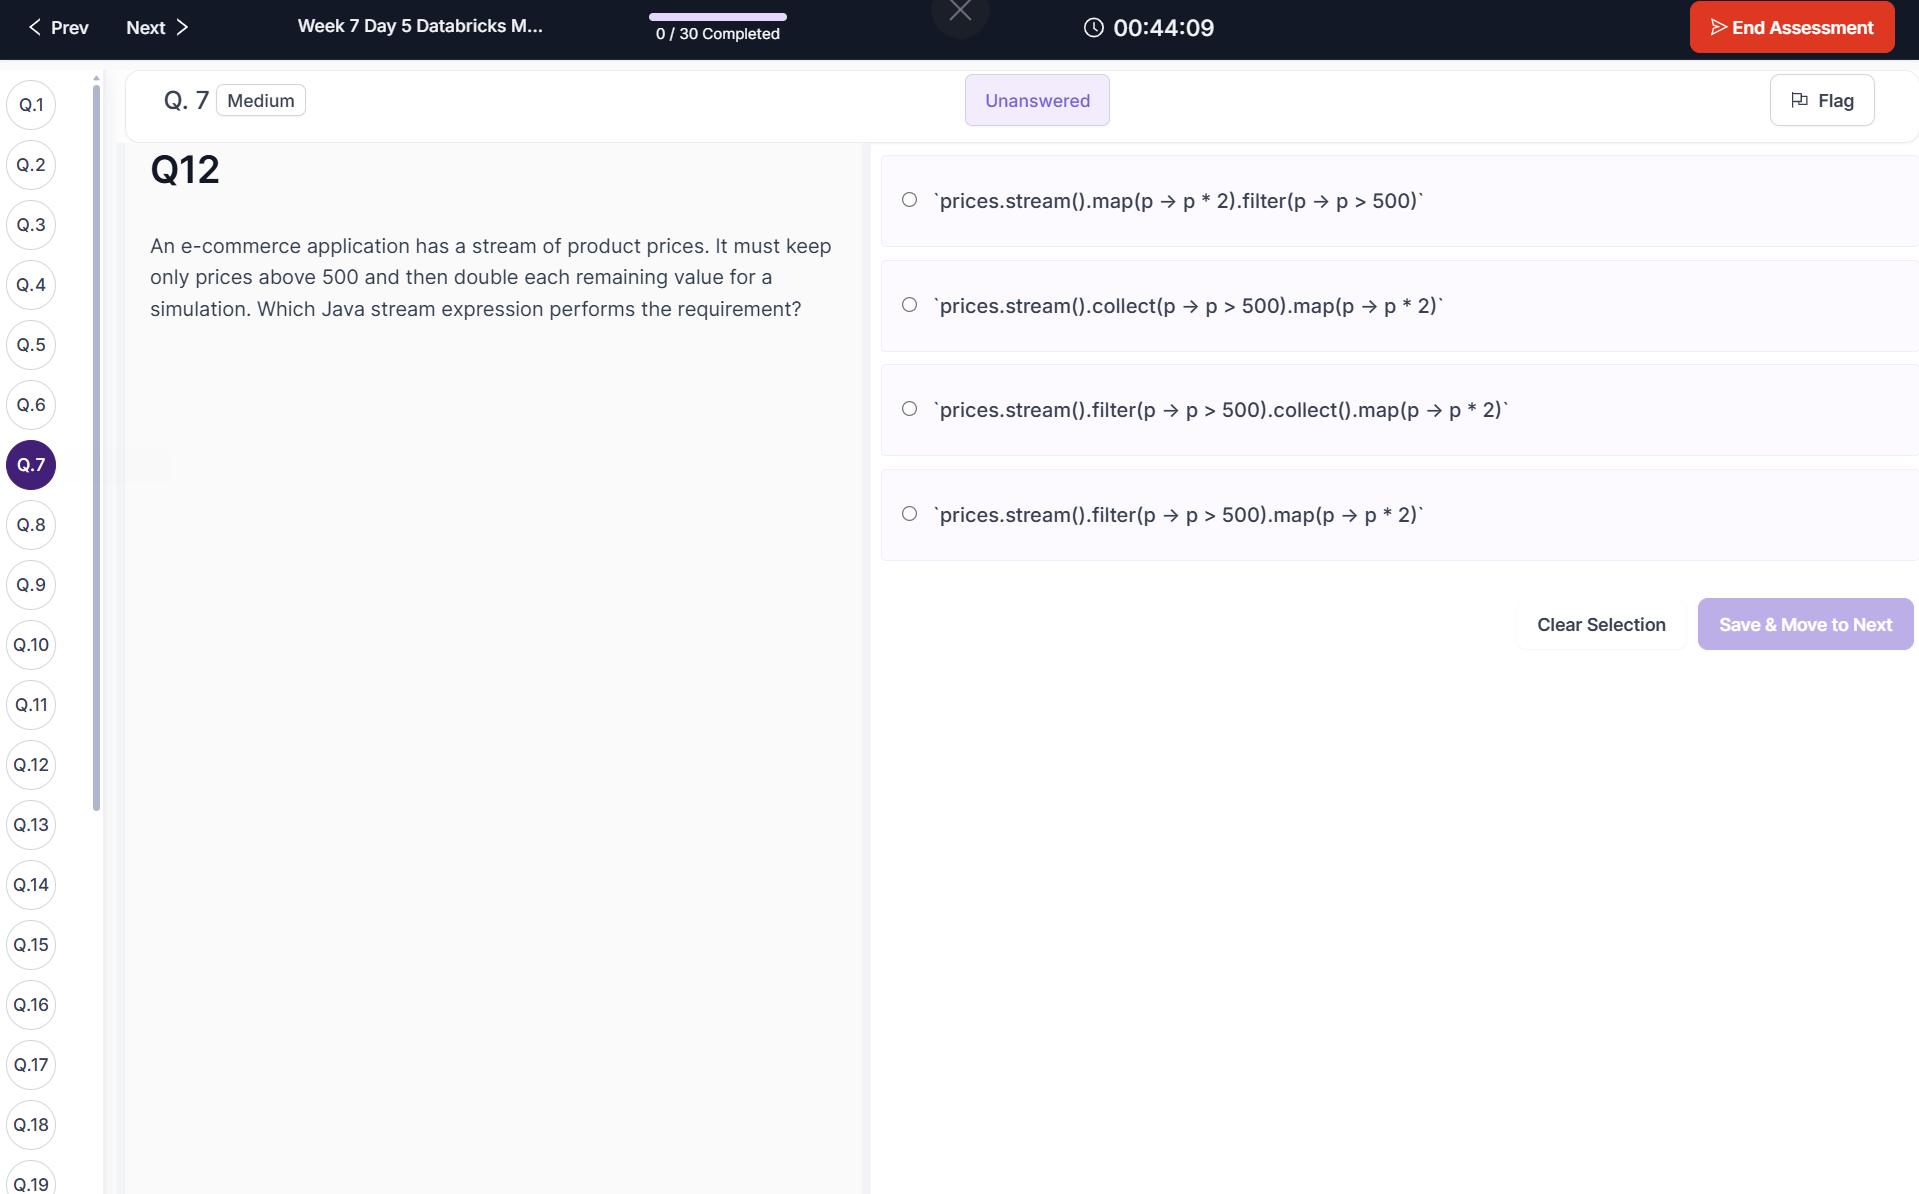 Prev
Next
Week 7 Day 5 Databricks M...
0 / 30 Completed
00:44:09
End Assessment
Q.1
Q.2
Q.3
Q.4
Q.5
Q.6
Q.7
Q.8
Q.9
Q.10
Q.11
Q.12
Q.13
Q.14
Q.15
Q.16
Q.17
Q.18
Q.19
Q. 7 Medium
Unanswered
Flag
Q12
An e-commerce application has a stream of product prices. It must keep
only prices above 500 and then double each remaining value for a
simulation. Which Java stream expression performs the requirement?
`prices.stream().map(p → p * 2).filter(p → p > 500)`
`prices.stream().collect(p → p > 500).map(p → p * 2)`
`prices.stream().filter(p → p > 500).collect().map(p → p * 2)`
`prices.stream().filter(p → p > 500).map(p → p * 2)`
Clear Selection
Save & Move to Next